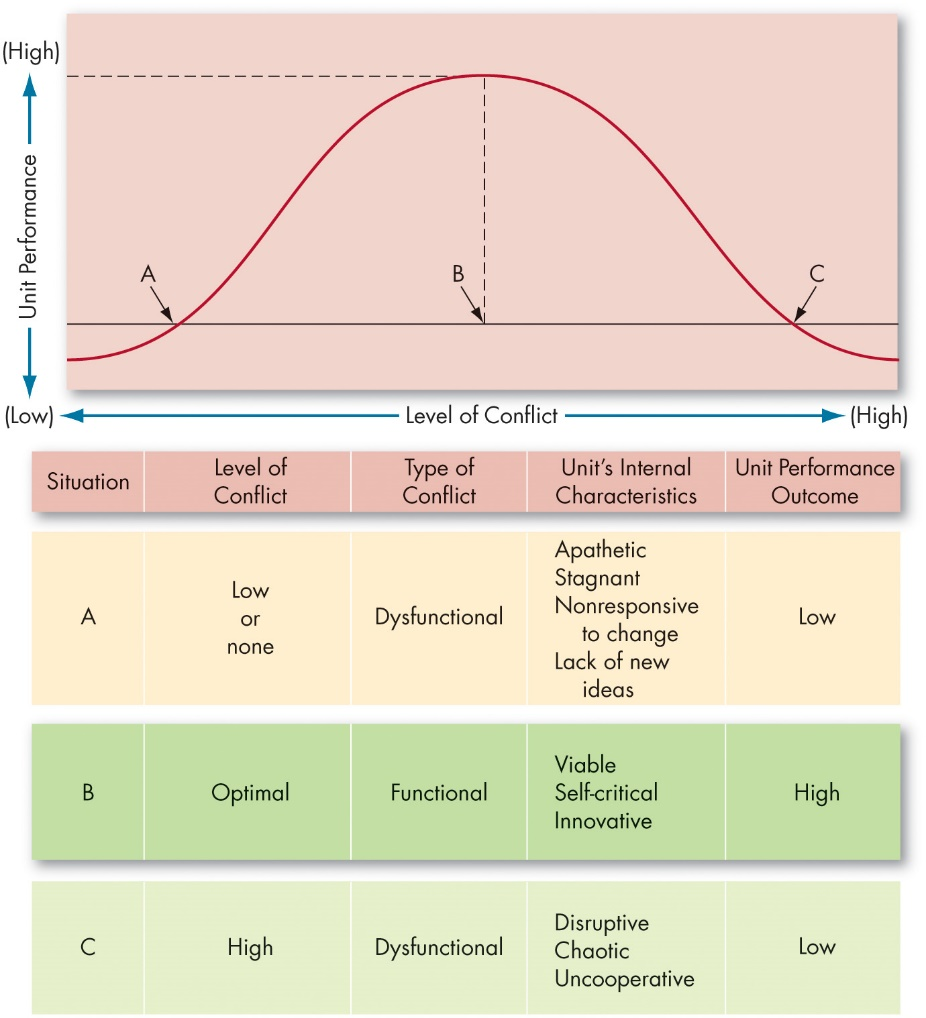 (High)
Unit Performance
A
B
C
(Low)
Level of Conflict
(High)
Situation
Level of
Conflict
Type of
Conflict
Unit’s Internal
Characteristics
Unit Performance
Outcome
A
Low
or
none
Dysfunctional
Apathetic
Stagnant
Nonresponsive
to change
Lack of new
ideas
Low
B
Optimal
Functional
Viable
Self-critical
Innovative
High
C
High
Dysfunctional
Disruptive
Chaotic
Uncooperative
Low